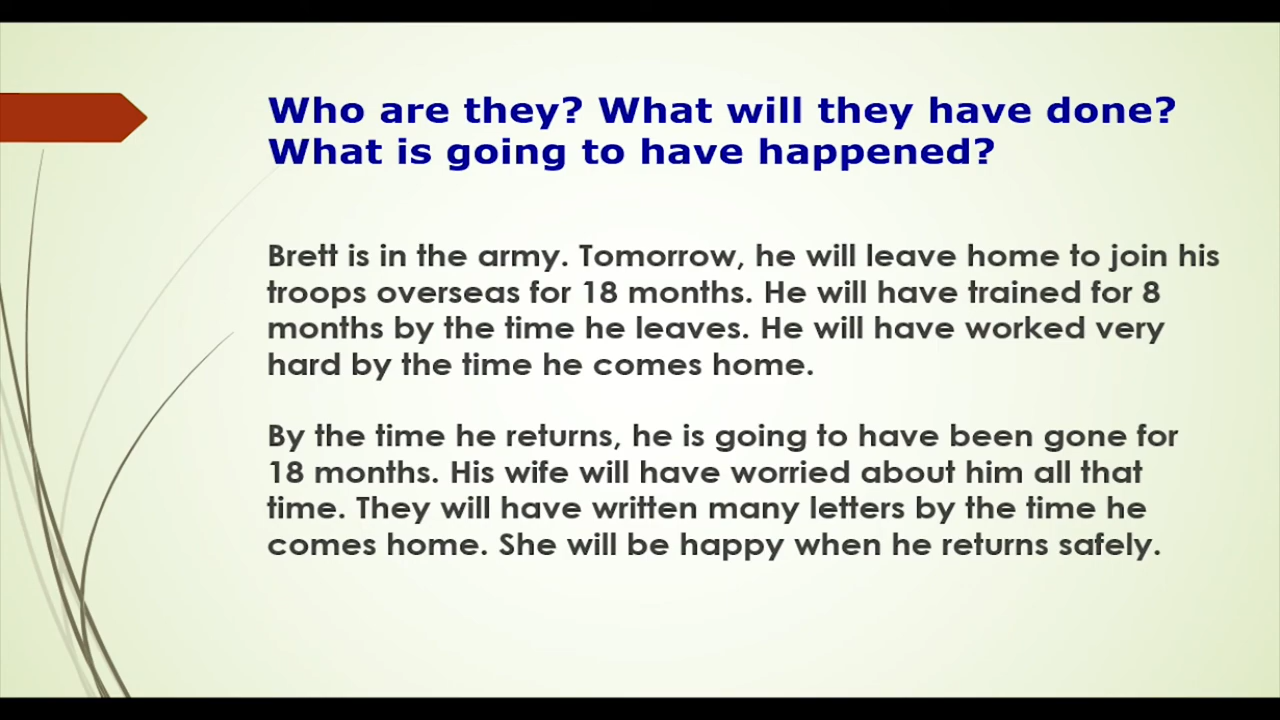 Who are they? What will they have done?
What is going to have happened?
Brett is in the army. Tomorrow, he will leave home to join his
troops overseas for 18 months. He will have trained for 8
months by the time he leaves. He will have worked very
hard by the time he comes home.
By the time he returns, he is going to have been gone for
18 months. His wife will have worried about him all that
time. They will have written many letters by the time he
comes home. She will be happy when he returns safely.